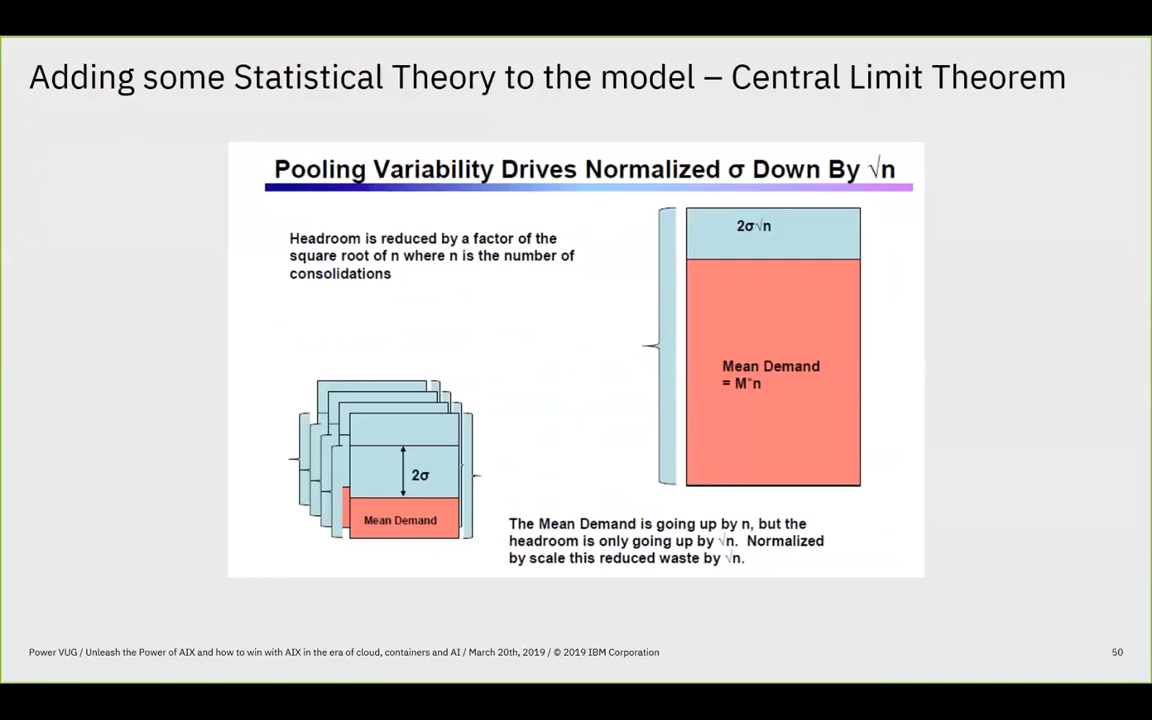 Adding some Statistical Theory to the model – Central Limit Theorem
Pooling Variability Drives Normalized σ Down By √n
Headroom is reduced by a factor of the
square root of n where n is the number of
consolidations
2σ√n
Mean Demand
= M*n
2σ
Mean Demand
The Mean Demand is going up by n, but the
headroom is only going up by √n. Normalized
by scale this reduced waste by √n.
Power VUG / Unleash the Power of AIX and how to win with AIX in the era of cloud, containers and AI / March 20th, 2019 / © 2019 IBM Corporation
50